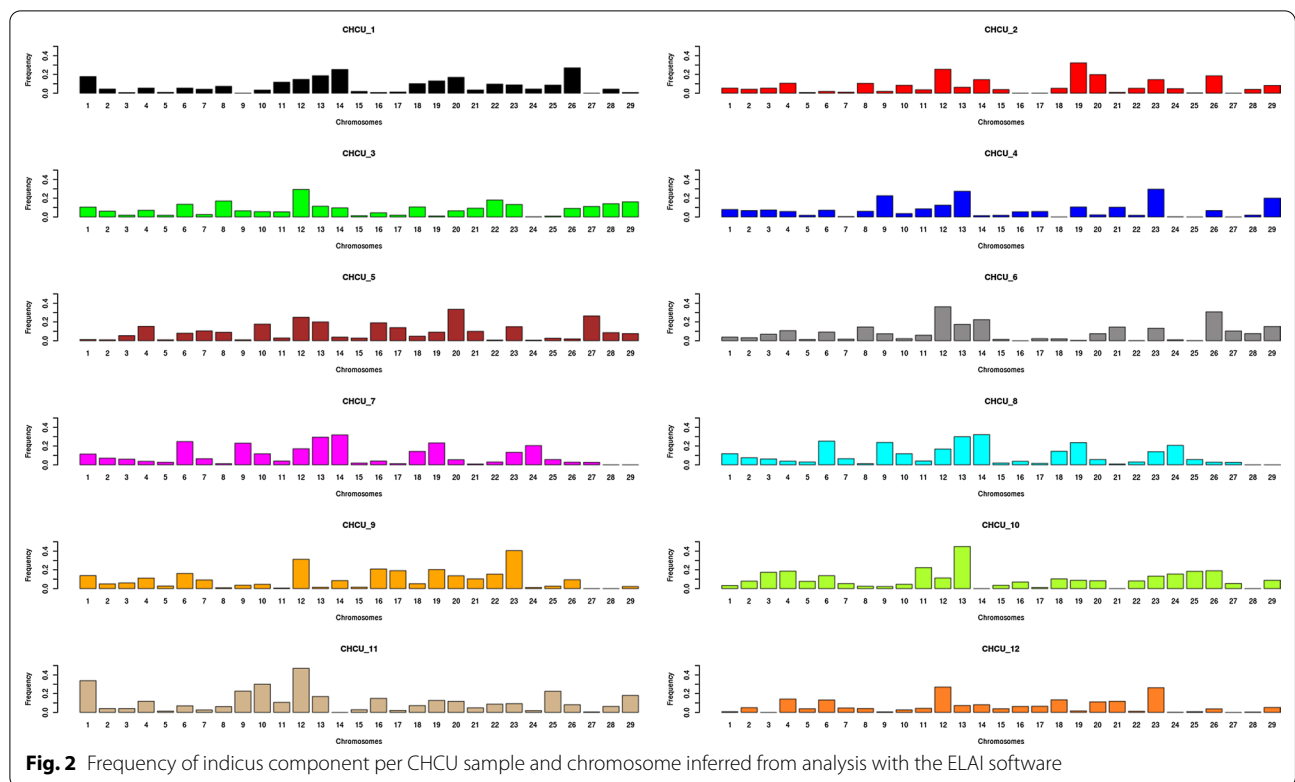 CHCU_1
Frequency
0.0 0.2 0.4
1 2 3 4 5 6 7 8 9 10 11 12 13 14 15 16 17 18 19 20 21 22 23 24 25 26 27 28 29
Chromosomes
CHCU_2
Frequency
0.0 0.2 0.4
1 2 3 4 5 6 7 8 9 10 11 12 13 14 15 16 17 18 19 20 21 22 23 24 25 26 27 28 29
Chromosomes
CHCU_3
Frequency
0.0 0.2 0.4
1 2 3 4 5 6 7 8 9 10 11 12 13 14 15 16 17 18 19 20 21 22 23 24 25 26 27 28 29
Chromosomes
CHCU_4
Frequency
0.0 0.2 0.4
1 2 3 4 5 6 7 8 9 10 11 12 13 14 15 16 17 18 19 20 21 22 23 24 25 26 27 28 29
Chromosomes
CHCU_5
Frequency
0.0 0.2 0.4
1 2 3 4 5 6 7 8 9 10 11 12 13 14 15 16 17 18 19 20 21 22 23 24 25 26 27 28 29
Chromosomes
CHCU_6
Frequency
0.0 0.2 0.4
1 2 3 4 5 6 7 8 9 10 11 12 13 14 15 16 17 18 19 20 21 22 23 24 25 26 27 28 29
Chromosomes
CHCU_7
Frequency
0.0 0.2 0.4
1 2 3 4 5 6 7 8 9 10 11 12 13 14 15 16 17 18 19 20 21 22 23 24 25 26 27 28 29
Chromosomes
CHCU_8
Frequency
0.0 0.2 0.4
1 2 3 4 5 6 7 8 9 10 11 12 13 14 15 16 17 18 19 20 21 22 23 24 25 26 27 28 29
Chromosomes
CHCU_9
Frequency
0.0 0.2 0.4
1 2 3 4 5 6 7 8 9 10 11 12 13 14 15 16 17 18 19 20 21 22 23 24 25 26 27 28 29
Chromosomes
CHCU_10
Frequency
0.0 0.2 0.4
1 2 3 4 5 6 7 8 9 10 11 12 13 14 15 16 17 18 19 20 21 22 23 24 25 26 27 28 29
Chromosomes
CHCU_11
Frequency
0.0 0.2 0.4
1 2 3 4 5 6 7 8 9 10 11 12 13 14 15 16 17 18 19 20 21 22 23 24 25 26 27 28 29
Chromosomes
CHCU_12
Frequency
0.0 0.2 0.4
1 2 3 4 5 6 7 8 9 10 11 12 13 14 15 16 17 18 19 20 21 22 23 24 25 26 27 28 29
Chromosomes
Fig. 2 Frequency of indicus component per CHCU sample and chromosome inferred from analysis with the ELAI software